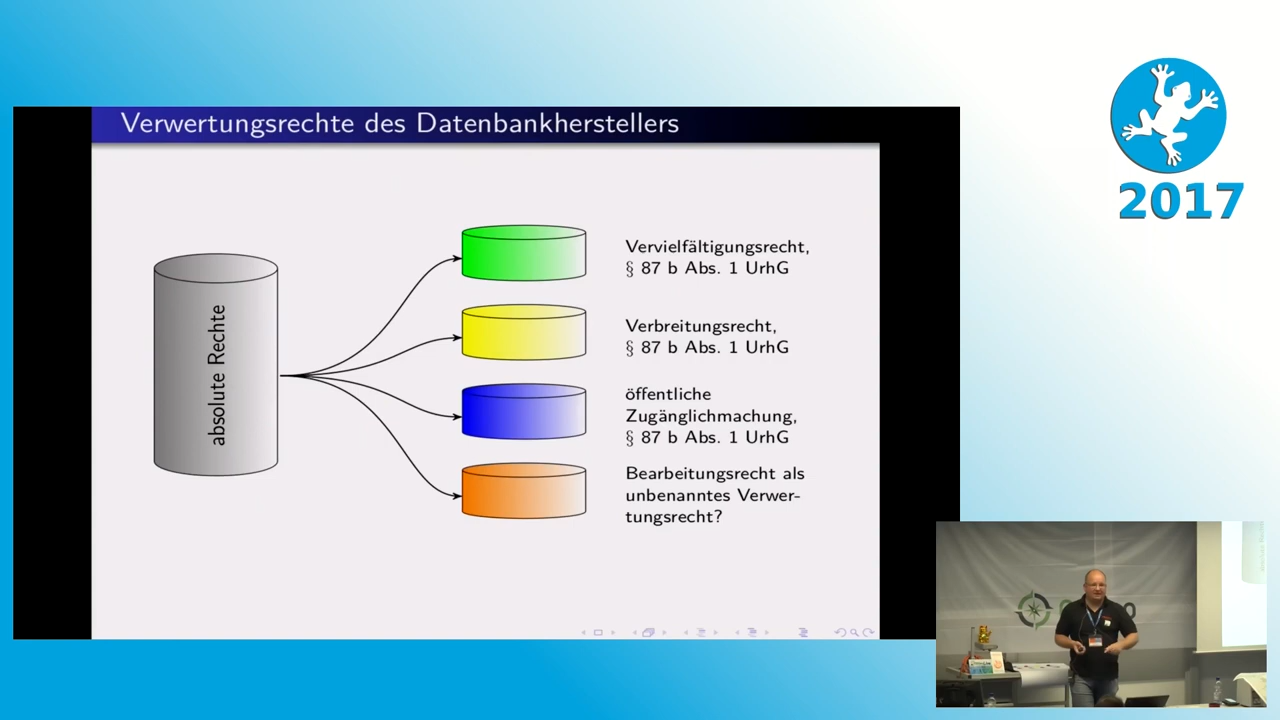 Verwertungsrechte des Datenbankherstellers
absolute Rechte
Vervielfältigungsrecht,
§ 87 b Abs. 1 UrhG
Verbreitungsrecht,
§ 87 b Abs. 1 UrhG
öffentliche
Zugänglichmachung,
§ 87 b Abs. 1 UrhG
Bearbeitungsrecht als
unbenanntes Verwer-
tungsrecht?
2017